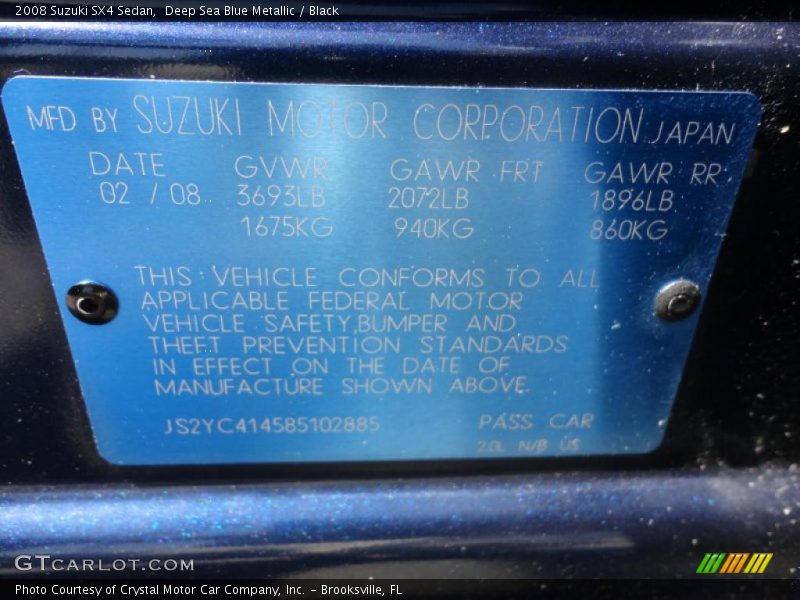 2008 Suzuki SX4 Sedan, Deep Sea Blue Metallic / Black
MFD BY SUZUKI MOTOR CORPORATION JAPAN
DATE GVWR GAWR FRT GAWR RR
02 / 08 3693LB 2072LB 1896LB
1675KG 940KG 860KG
THIS VEHICLE CONFORMS TO ALL
APPLICABLE FEDERAL MOTOR
VEHICLE SAFETY,BUMPER AND
THEFT PREVENTION STANDARDS
IN EFFECT ON THE DATE OF
MANUFACTURE SHOWN ABOVE.
JS2YC414585102885 PASS CAR
2.0L N/B US
GTCARLOT.COM
Photo Courtesy of Crystal Motor Car Company, Inc. - Brooksville, FL